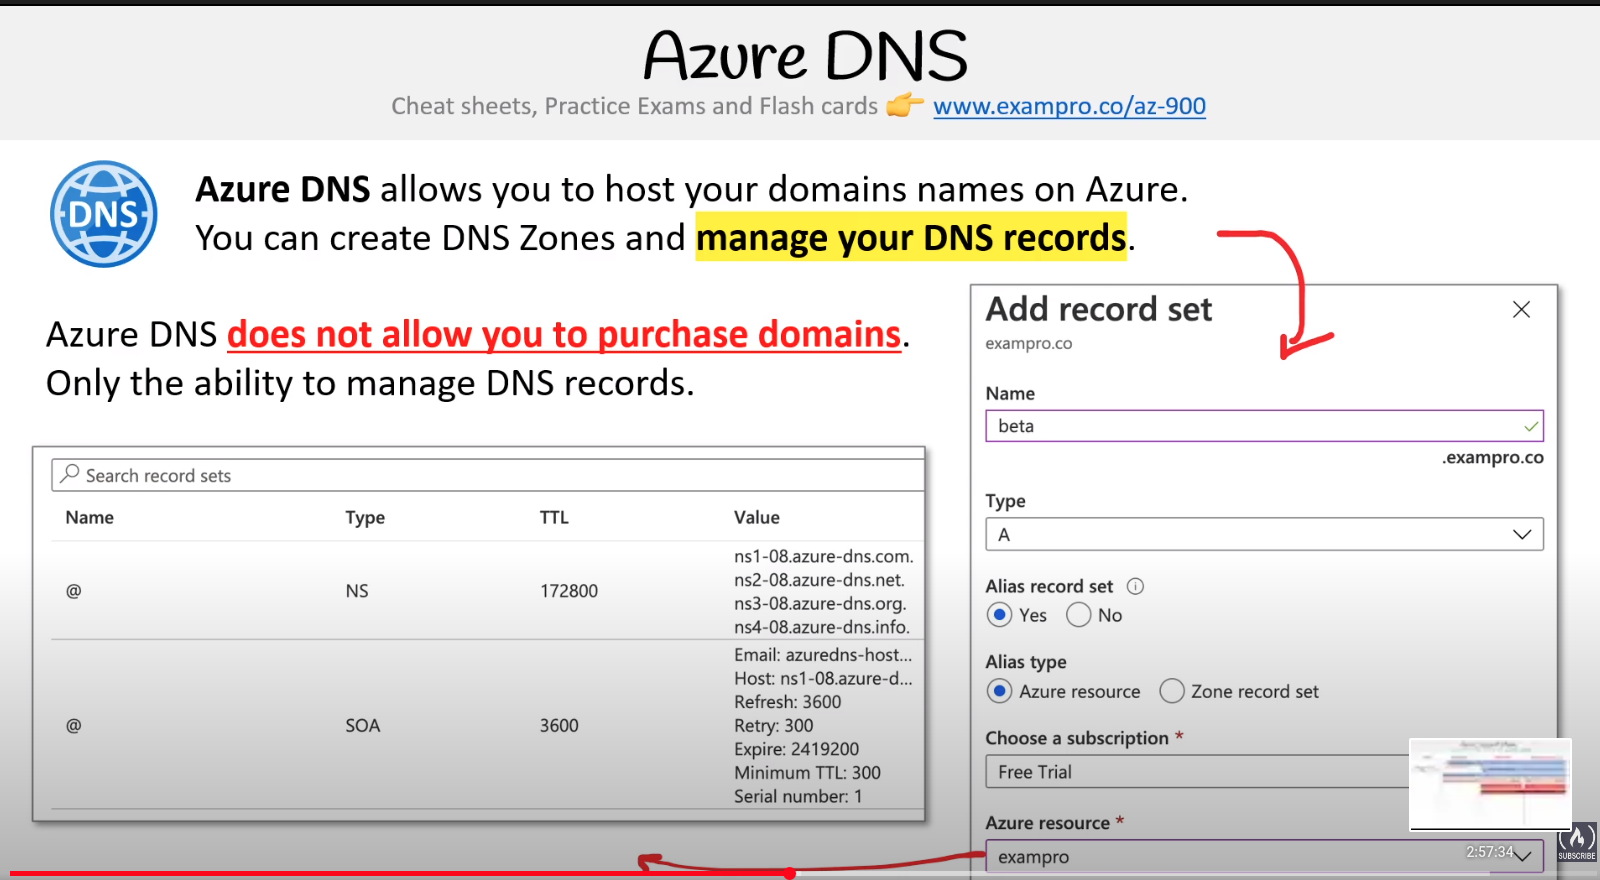 Azure DNS
Cheat sheets, Practice Exams and Flash cards 👉 www.exampro.co/az-900
DNS
Azure DNS allows you to host your domains names on Azure.
You can create DNS Zones and manage your DNS records.
Azure DNS does not allow you to purchase domains.
Only the ability to manage DNS records.
Search record sets
Name Type TTL Value
@ NS 172800
ns1-08.azure-dns.com.
ns2-08.azure-dns.net.
ns3-08.azure-dns.org.
ns4-08.azure-dns.info.
@ SOA 3600
Email: azuredns-host...
Host: ns1-08.azure-d...
Refresh: 3600
Retry: 300
Expire: 2419200
Minimum TTL: 300
Serial number: 1
Add record set
exampro.co
Name
beta
.exampro.co
Type
A
Alias record set
Yes No
Alias type
Azure resource Zone record set
Choose a subscription *
Free Trial
Azure resource *
exampro
2:57:34
SUBSCRIBE